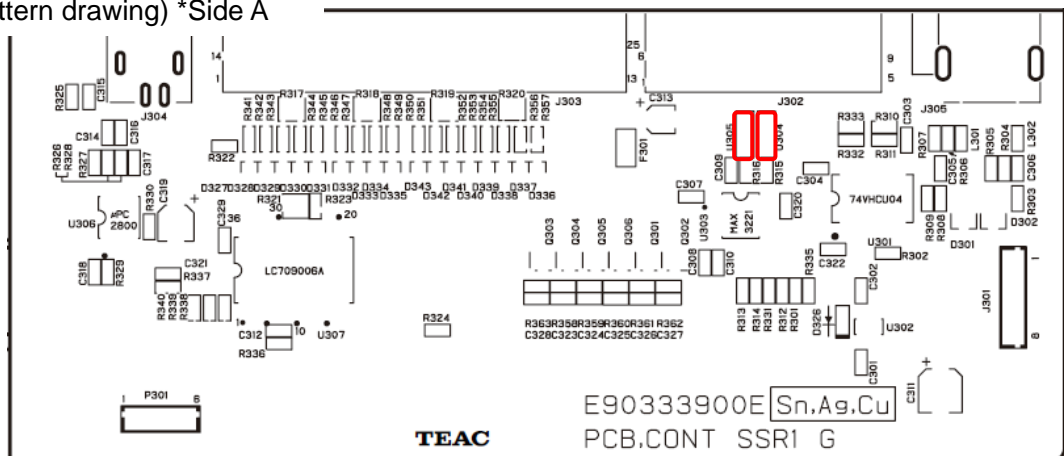 ttern drawing) *Side A
14
1
25
13
6
9
5
R325
C315
J304
C314
C316
R326
R328
R327
C317
R341
R342
R343
R317
R344
R345
R346
R347
R318
R348
R349
R350
R351
R319
R352
R353
R354
R355
R320
R356
R357
J303
+
C313
F301
J302
U305
U304
C309
R316
R315
R333
R332
R310
R311
C303
J305
R307
C305
R306
L301
R305
R304
L302
C306
R322
D327
D328
D329
D330
D331
D332
D333
D334
D335
D343
D342
D341
D340
D339
D338
D337
D336
R330
C319
+
U306
µPC
2800
C329
36
R321
30
R323
20
C307
U303
MAX
3221
C320
C304
74VHCU04
R309
R308
D301
D302
R303
C318
R329
C321
R337
R340
R339
R338
LC709006A
Q303
Q304
Q305
Q306
Q301
Q302
C308
C310
R335
C322
U301
R302
C302
J301
1
8
1
10
C312
R336
U307
R324
R363
R358
R359
R360
R361
R362
C328
C323
C324
C325
C326
C327
R313
R314
R331
R312
R301
D326
U302
C301
+
C311
1
P301
6
E90333900E Sn,Ag,Cu
TEAC
PCB,CONT SSR1 G